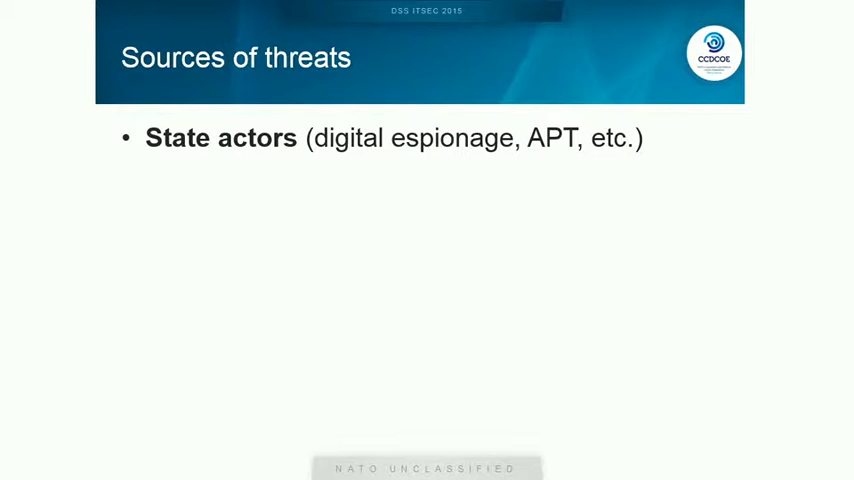 DSS ITSEC 2015
Sources of threats
CCDCOE
• State actors (digital espionage, APT, etc.)
NATO UNCLASSIFIED